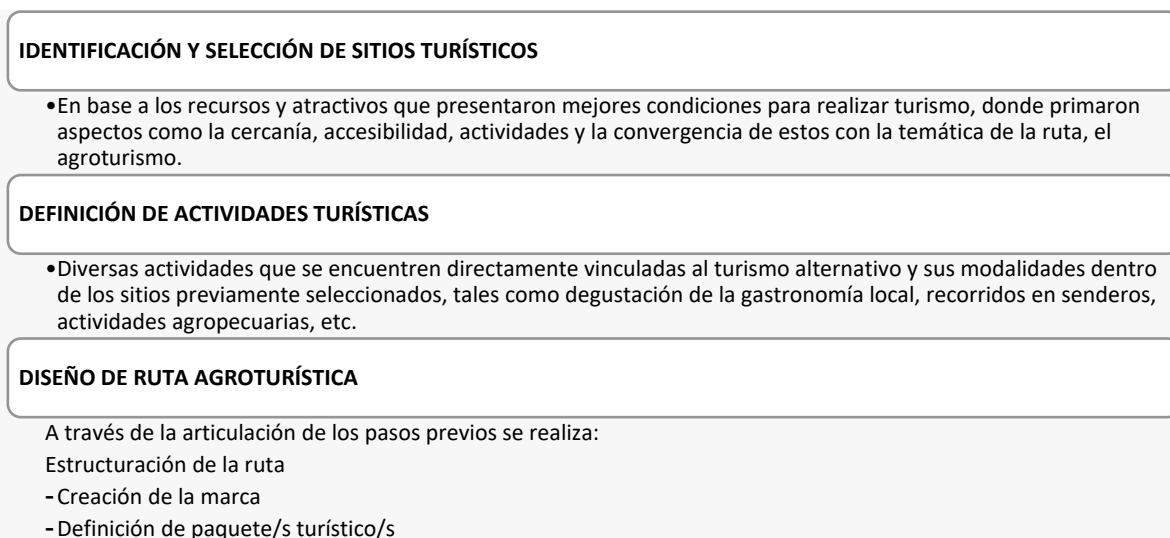 IDENTIFICACIÓN Y SELECCIÓN DE SITIOS TURÍSTICOS
•En base a los recursos y atractivos que presentaron mejores condiciones para realizar turismo, donde primaron
aspectos como la cercanía, accesibilidad, actividades y la convergencia de estos con la temática de la ruta, el
agroturismo.
DEFINICIÓN DE ACTIVIDADES TURÍSTICAS
•Diversas actividades que se encuentren directamente vinculadas al turismo alternativo y sus modalidades dentro
de los sitios previamente seleccionados, tales como degustación de la gastronomía local, recorridos en senderos,
actividades agropecuarias, etc.
DISEÑO DE RUTA AGROTURÍSTICA
A través de la articulación de los pasos previos se realiza:
Estructuración de la ruta
-Creación de la marca
-Definición de paquete/s turístico/s